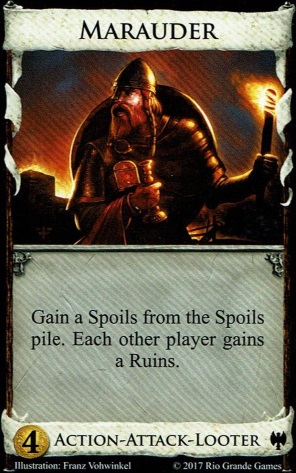 MARAUDER
Gain a Spoils from the Spoils
pile. Each other player gains
a Ruins.
4 ACTION-ATTACK-LOOTER
Illustration: Franz Vohwinkel © 2017 Rio Grande Games